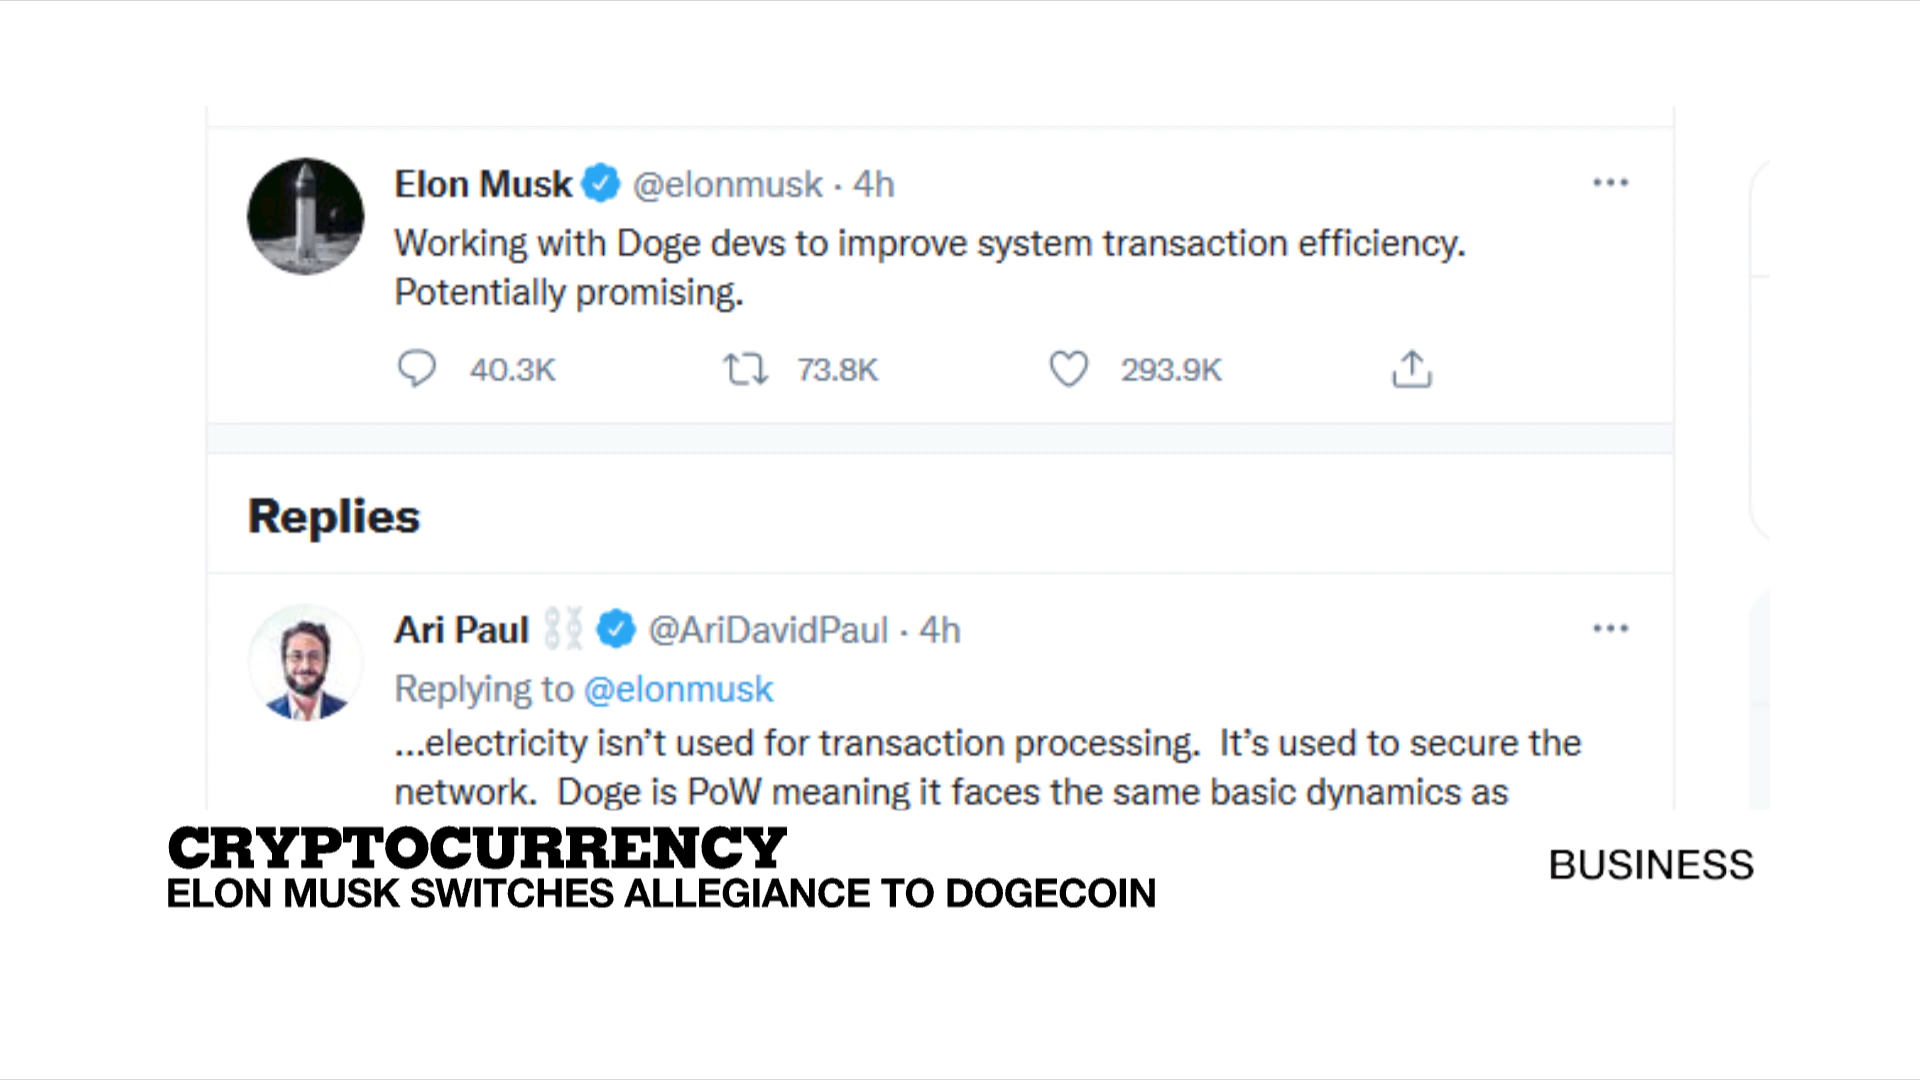 Elon Musk @elonmusk · 4h
Working with Doge devs to improve system transaction efficiency.
Potentially promising.
40.3K 73.8K 293.9K
Replies
Ari Paul @AriDavidPaul · 4h
Replying to @elonmusk
...electricity isn't used for transaction processing. It's used to secure the
network. Doge is PoW meaning it faces the same basic dynamics as
CRYPTOCURRENCY
ELON MUSK SWITCHES ALLEGIANCE TO DOGECOIN
BUSINESS